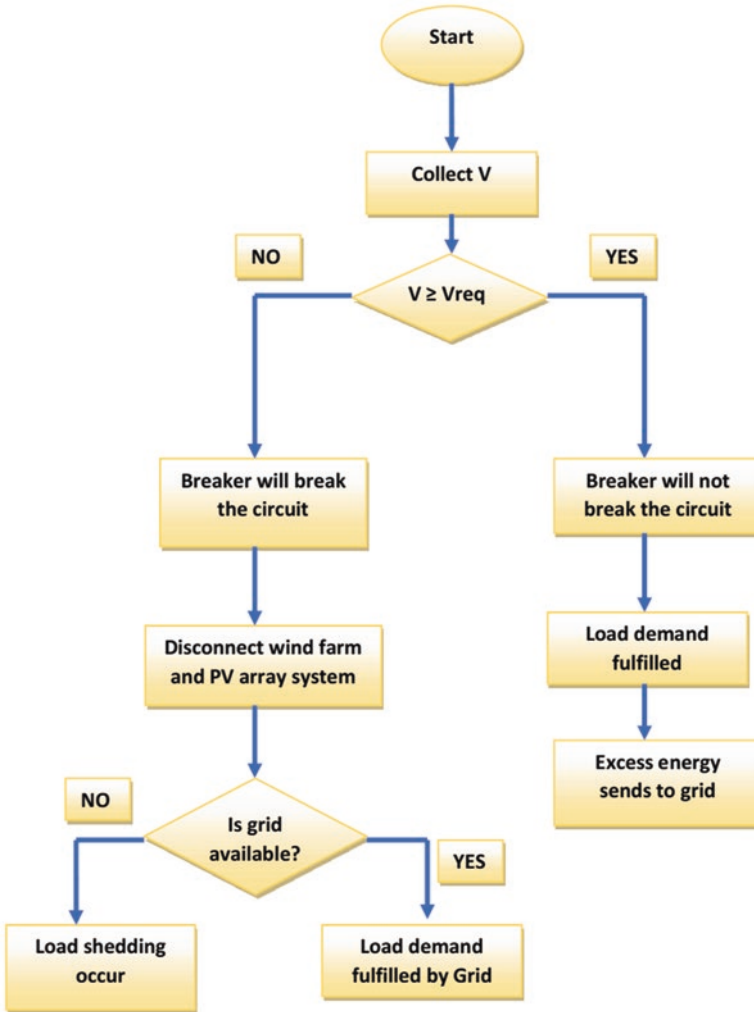 Start
Collect V
NO
YES
V ≥ Vreq
Breaker will break
the circuit
Breaker will not
break the circuit
Disconnect wind farm
and PV array system
Load demand
fulfilled
Excess energy
sends to grid
NO
Is grid
available?
YES
Load shedding
occur
Load demand
fulfilled by Grid